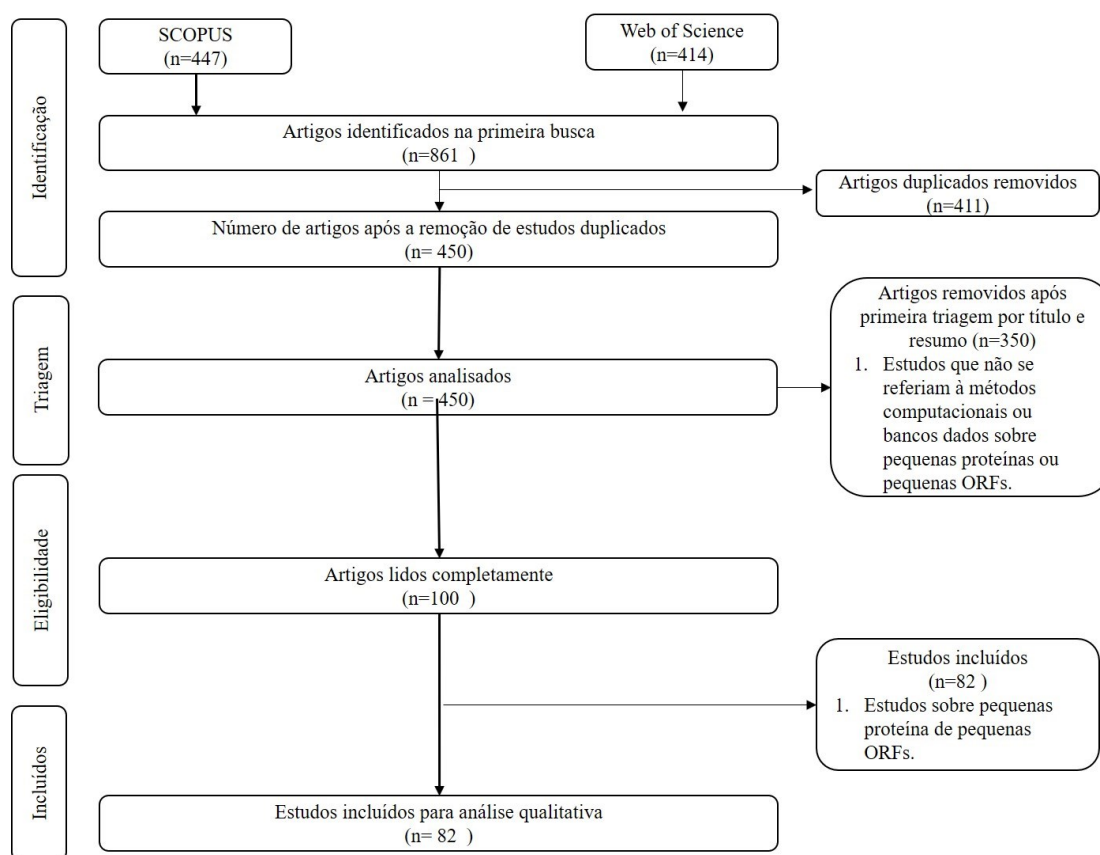 Identificação
SCOPUS
(n=447)
Web of Science
(n=414)
Artigos identificados na primeira busca
(n=861 )
Artigos duplicados removidos
(n=411)
Número de artigos após a remoção de estudos duplicados
(n= 450)
Triagem
Artigos removidos após
primeira triagem por título e
resumo (n=350)
1. Estudos que não se
referiam à métodos
computacionais ou
bancos dados sobre
pequenas proteínas ou
pequenas ORFs.
Artigos analisados
(n = 450)
Eligibilidade
Artigos lidos completamente
(n=100 )
Estudos incluídos
(n=82 )
1. Estudos sobre pequenas
proteína de pequenas
ORFs.
Incluídos
Estudos incluídos para análise qualitativa
(n= 82 )